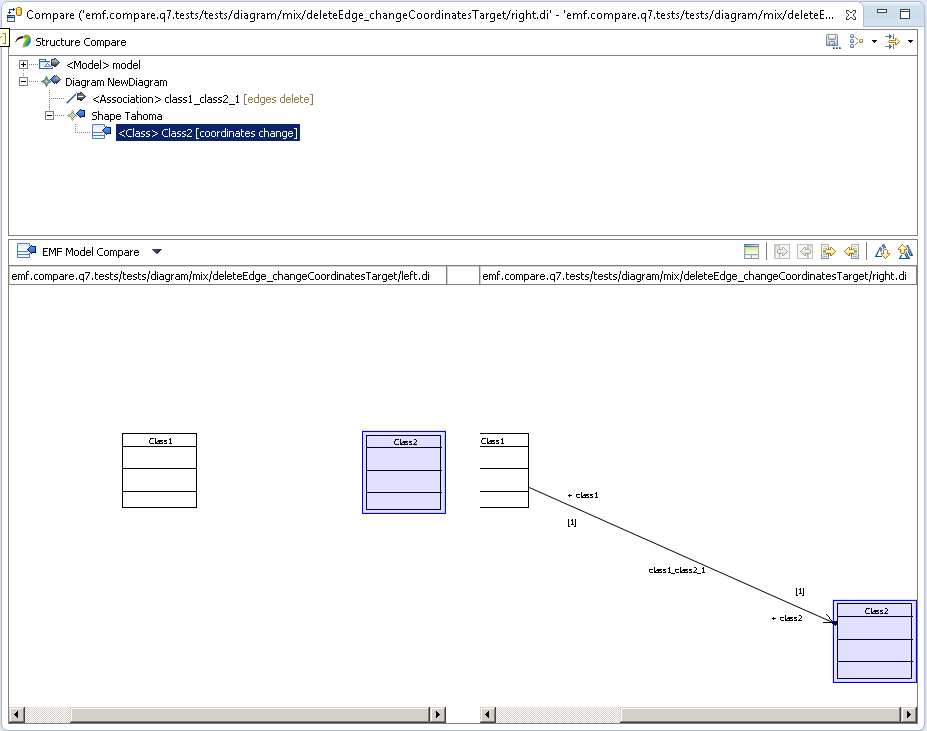 Compare ('emf.compare.q7.tests/tests/diagram/mix/deleteEdge_changeCoordinatesTarget/right.di' - 'emf.compare.q7.tests/tests/diagram/mix/deleteE...
Structure Compare
<Model> model
Diagram NewDiagram
<Association> class1_class2_1 [edges delete]
Shape Tahoma
<Class> Class2 [coordinates change]
EMF Model Compare
emf.compare.q7.tests/tests/diagram/mix/deleteEdge_changeCoordinatesTarget/left.di
emf.compare.q7.tests/tests/diagram/mix/deleteEdge_changeCoordinatesTarget/right.di
Class1
Class2
Class1
+ class1
[1]
class1_class2_1
[1]
+ class2
Class2